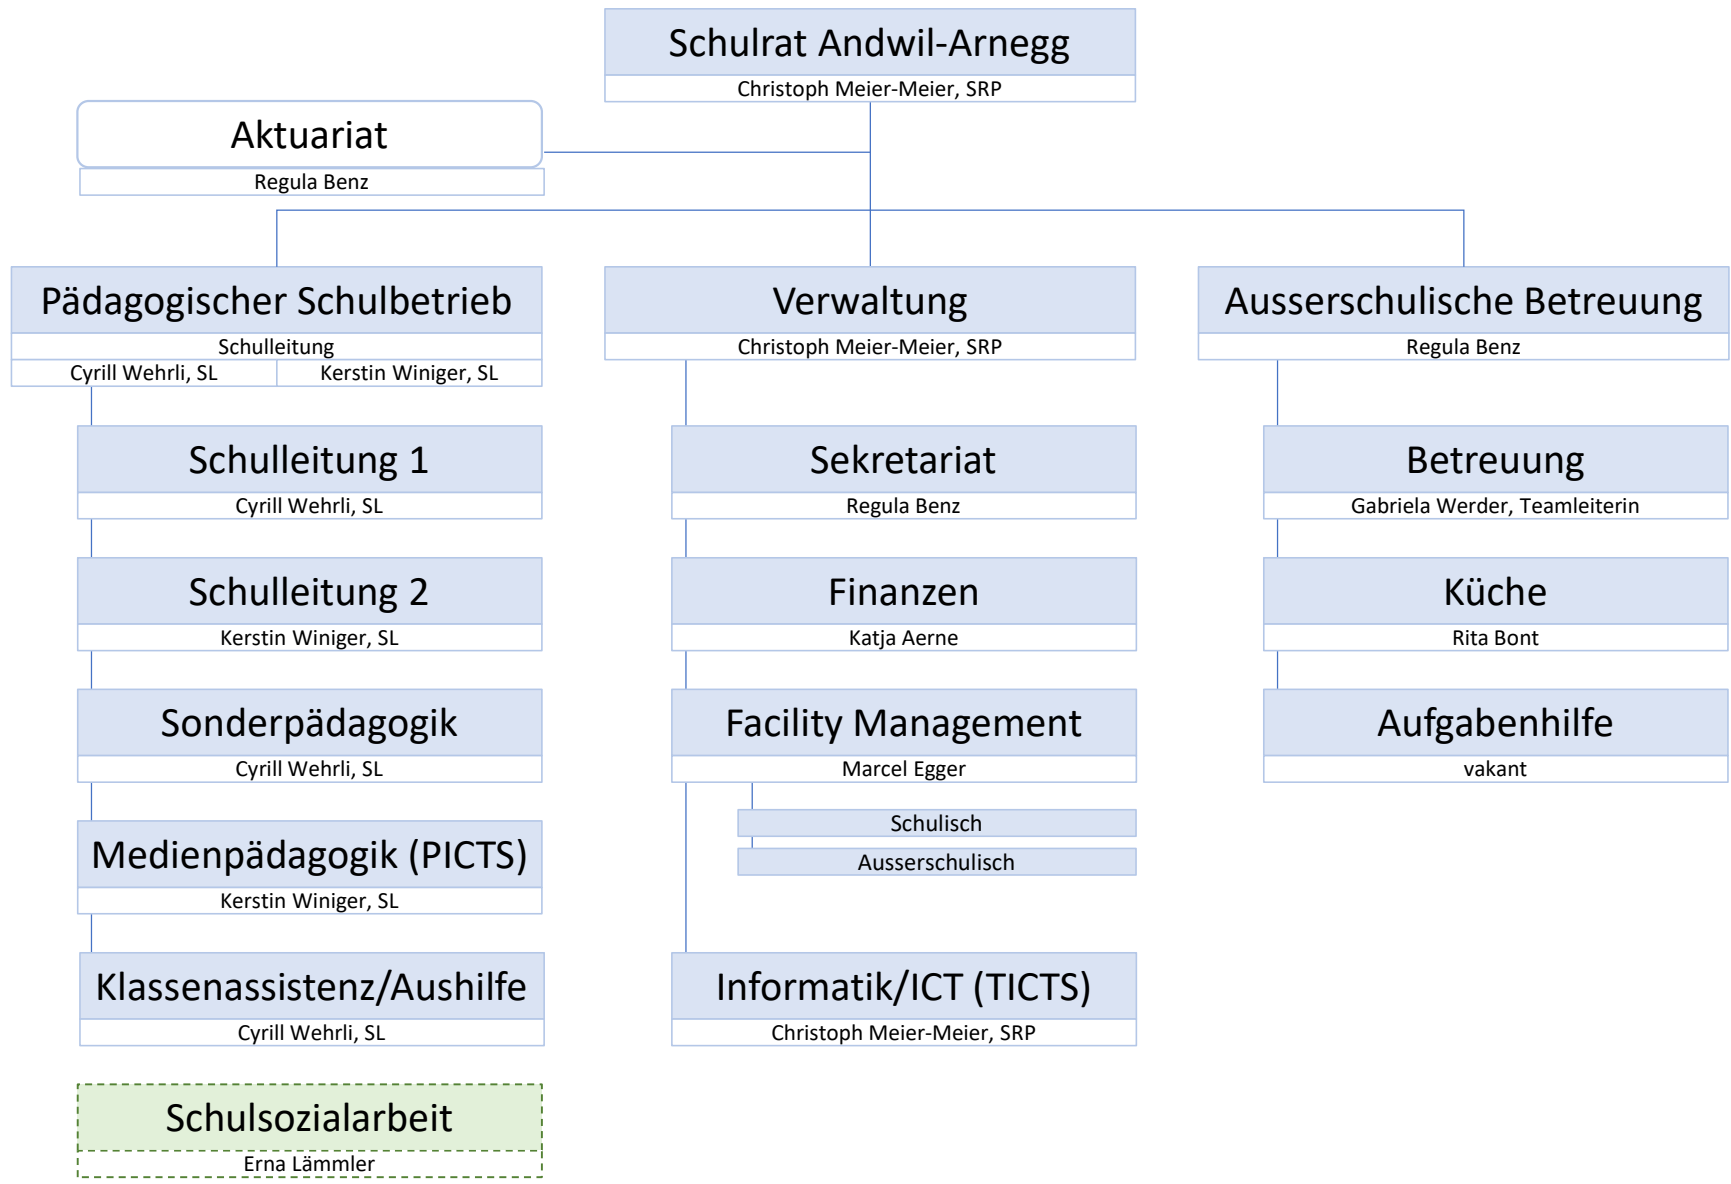 Schulrat Andwil-Arnegg
Christoph Meier-Meier, SRP
Aktuariat
Regula Benz
Pädagogischer Schulbetrieb
Schulleitung
Cyrill Wehrli, SL
Kerstin Winiger, SL
Schulleitung 1
Cyrill Wehrli, SL
Schulleitung 2
Kerstin Winiger, SL
Sonderpädagogik
Cyrill Wehrli, SL
Medienpädagogik (PICTS)
Kerstin Winiger, SL
Klassenassistenz/Aushilfe
Cyrill Wehrli, SL
Schulsozialarbeit
Erna Lämmler
Verwaltung
Christoph Meier-Meier, SRP
Sekretariat
Regula Benz
Finanzen
Katja Aerne
Facility Management
Marcel Egger
Schulisch
Ausserschulisch
Informatik/ICT (TICTS)
Christoph Meier-Meier, SRP
Ausserschulische Betreuung
Regula Benz
Betreuung
Gabriela Werder, Teamleiterin
Küche
Rita Bont
Aufgabenhilfe
vakant